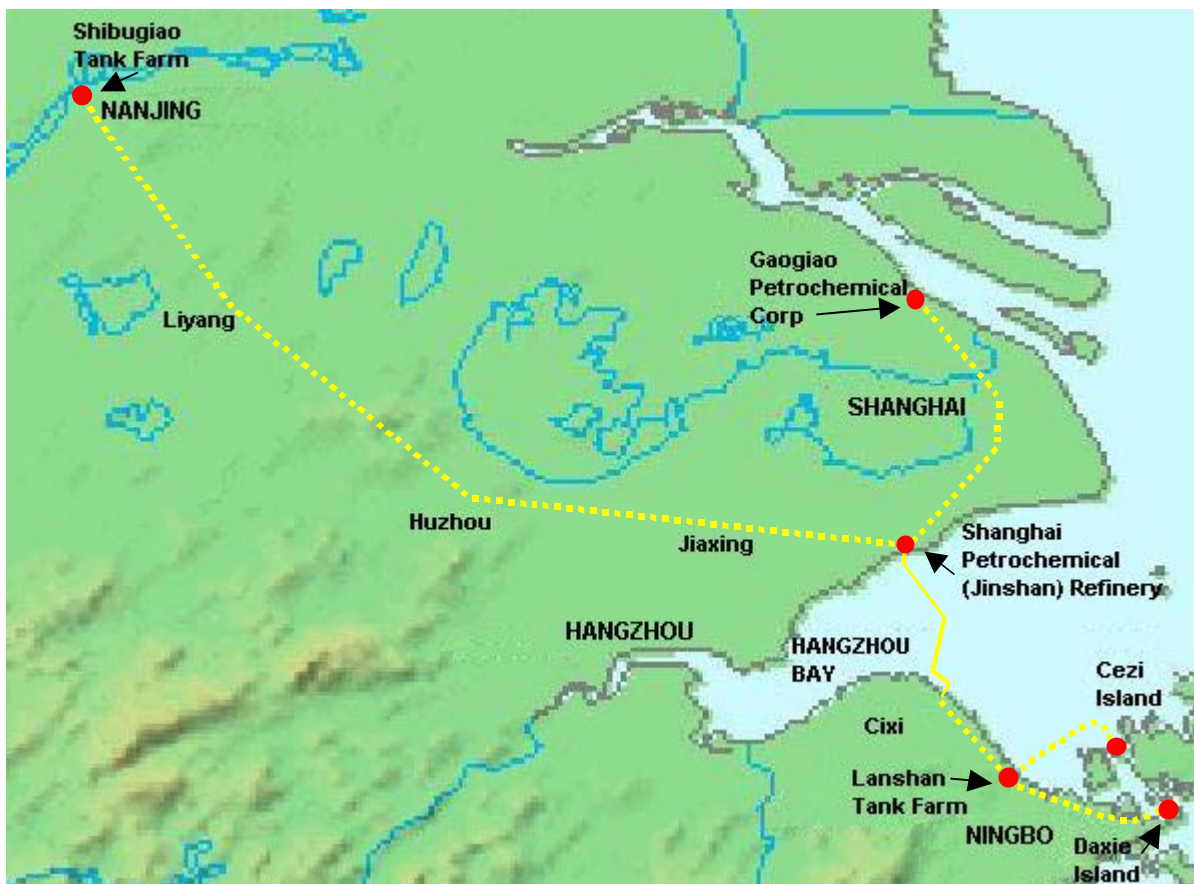 Shibugiao
Tank Farm
NANJING
Gaogiao
Petrochemical
Corp
Liyang
SHANGHAI
Huzhou
Jiaxing
Shanghai
Petrochemical
(Jinshan) Refinery
HANGZHOU
HANGZHOU
BAY
Cezi
Island
Cixi
Lanshan
Tank Farm
NINGBO
Daxie
Island